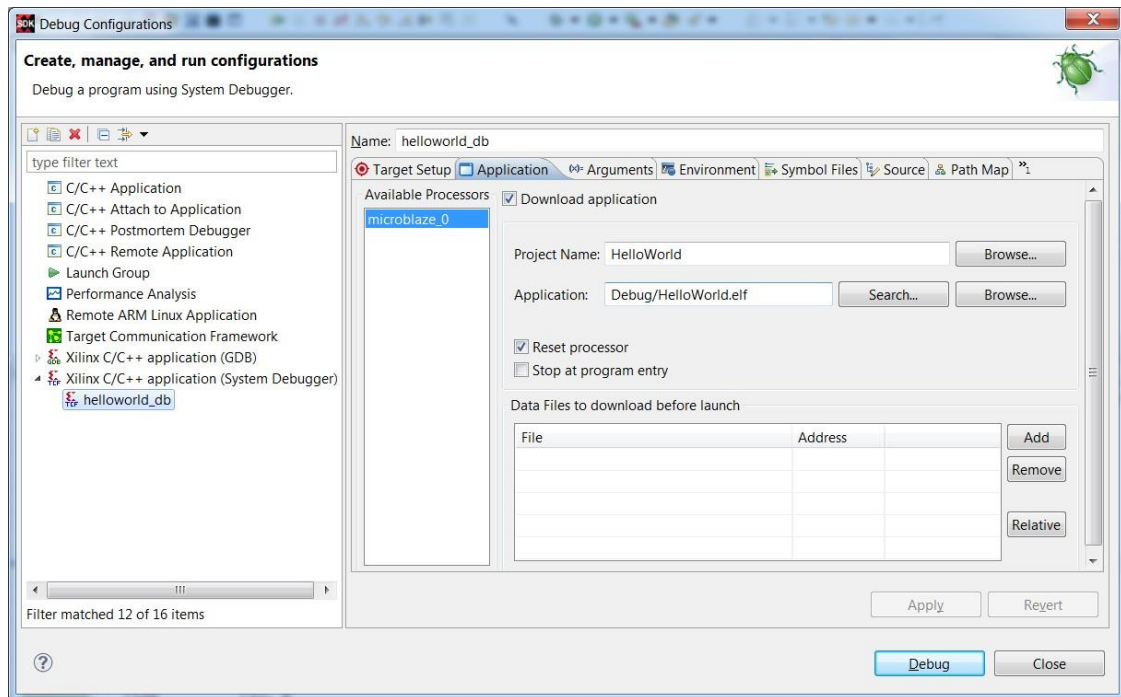 SDK Debug Configurations
X
Create, manage, and run configurations
Debug a program using System Debugger.
type filter text
C/C++ Application
C/C++ Attach to Application
C/C++ Postmortem Debugger
C/C++ Remote Application
Launch Group
Performance Analysis
Remote ARM Linux Application
Target Communication Framework
Xilinx C/C++ application (GDB)
Xilinx C/C++ application (System Debugger)
helloworld_db
Filter matched 12 of 16 items
Name: helloworld_db
Target Setup Application Arguments Environment Symbol Files Source Path Map »1
Available Processors
microblaze_0
Download application
Project Name: HelloWorld Browse...
Application: Debug/HelloWorld.elf Search... Browse...
Reset processor
Stop at program entry
Data Files to download before launch
File Address
Add
Remove
Relative
Apply Revert
? Debug Close